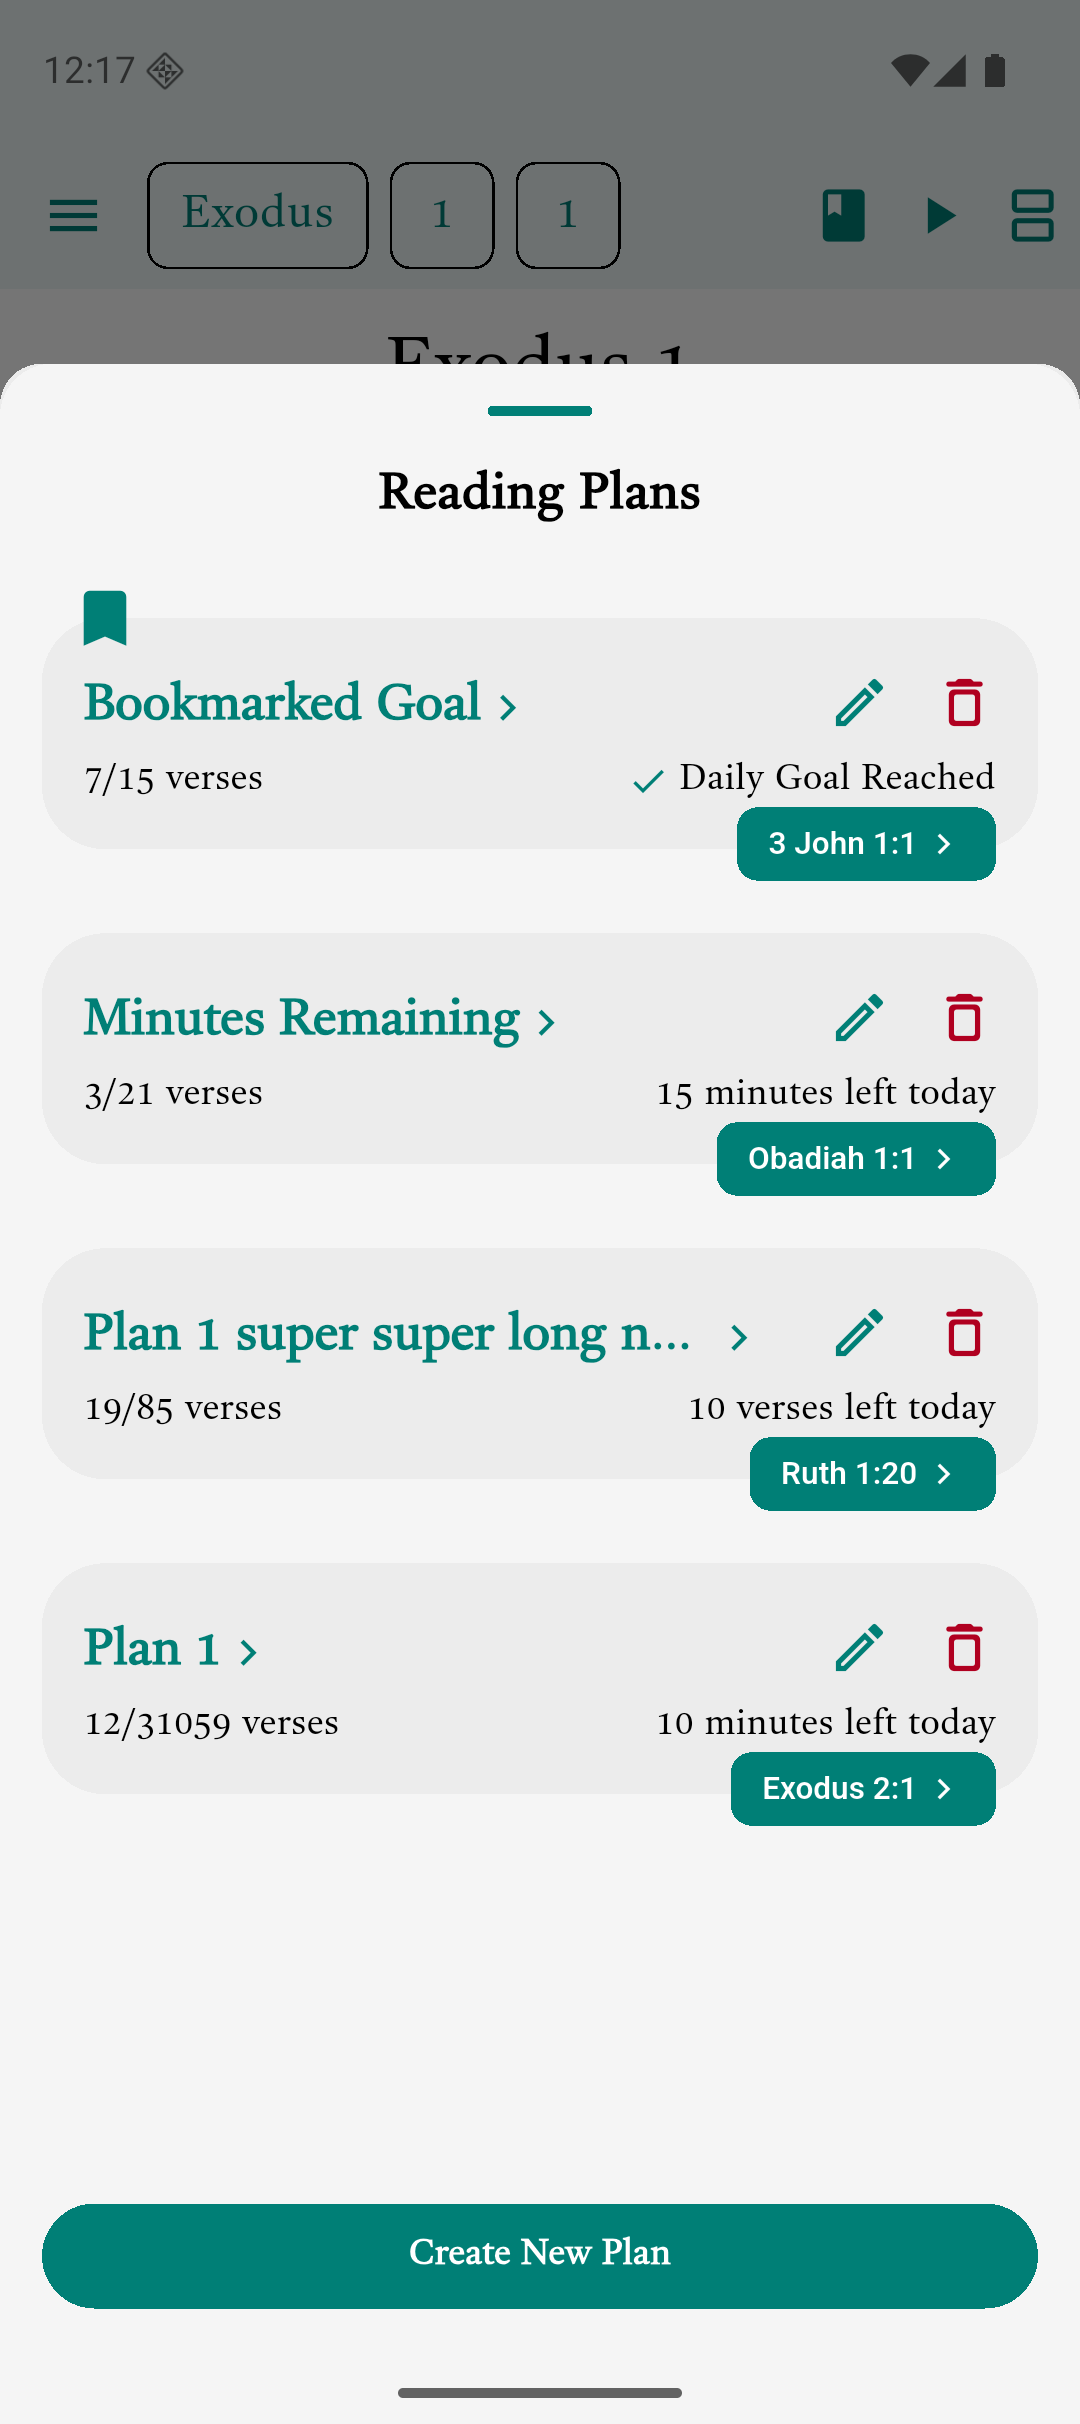 12:17
Exodus 1 1
Exodus 1
Reading Plans
Bookmarked Goal
7/15 verses Daily Goal Reached
3 John 1:1
Minutes Remaining
3/21 verses 15 minutes left today
Obadiah 1:1
Plan 1 super super long n...
19/85 verses 10 verses left today
Ruth 1:20
Plan 1
12/31059 verses 10 minutes left today
Exodus 2:1
Create New Plan